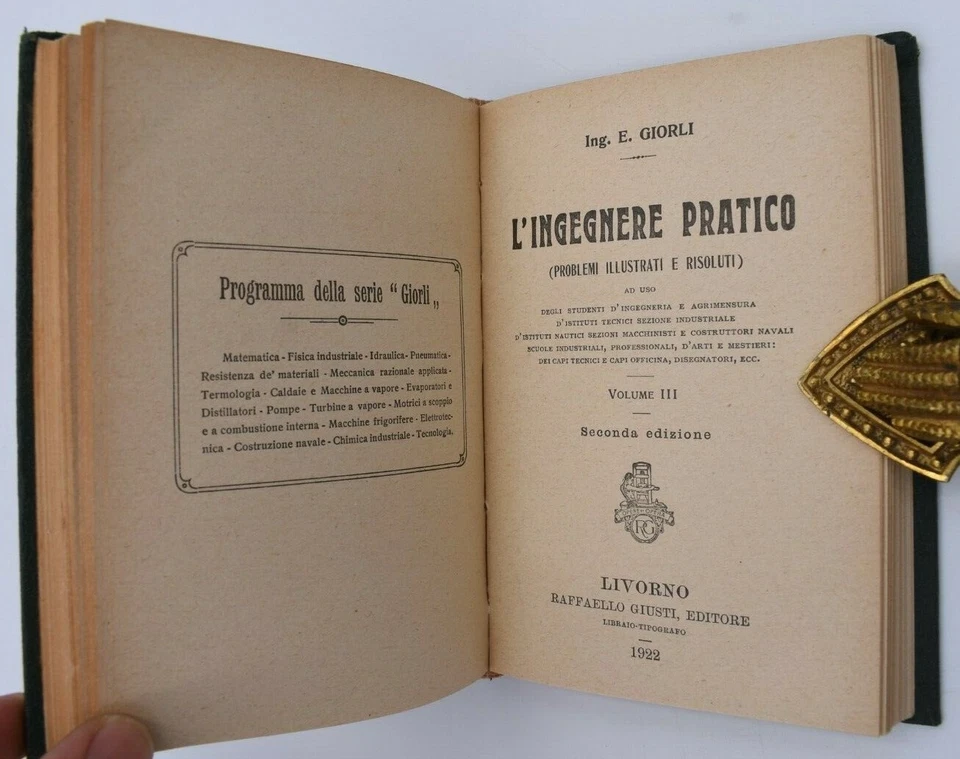 Programma della serie “ Giorli „
Matematica - Fisica industriale - Idraulica - Pneumatica -
Resistenza de' materiali - Meccanica razionale applicata -
Termologia - Caldaie e Macchine a vapore - Evaporatori e
Distillatori - Pompe - Turbine a vapore - Motrici a scoppio
e a combustione interna - Macchine frigorifere - Elettrotec-
nica - Costruzione navale - Chimica industriale - Tecnologia.
Ing. E. GIORLI
L'INGEGNERE PRATICO
(PROBLEMI ILLUSTRATI E RISOLUTI)
AD USO
DEGLI STUDENTI D'INGEGNERIA E AGRIMENSURA
D'ISTITUTI TECNICI SEZIONE INDUSTRIALE
D'ISTITUTI NAUTICI SEZIONI MACCHINISTI E COSTRUTTORI NAVALI
SCUOLE INDUSTRIALI, PROFESSIONALI, D'ARTI E MESTIERI:
DEI CAPI TECNICI E CAPI OFFICINA, DISEGNATORI, ECC.
VOLUME III
Seconda edizione
RG
LIVORNO
RAFFAELLO GIUSTI, EDITORE
LIBRAIO-TIPOGRAFO
1922